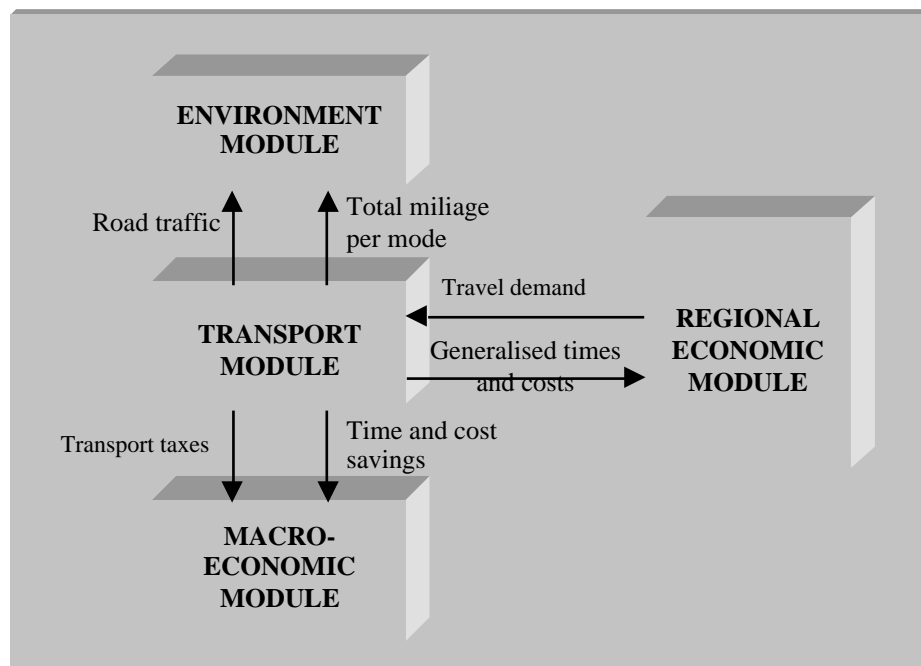 ENVIRONMENT
MODULE
Road traffic
Total miliage
per mode
Travel demand
TRANSPORT
MODULE
REGIONAL
ECONOMIC
MODULE
Generalised times
and costs
Transport taxes
Time and cost
savings
MACRO-
ECONOMIC
MODULE